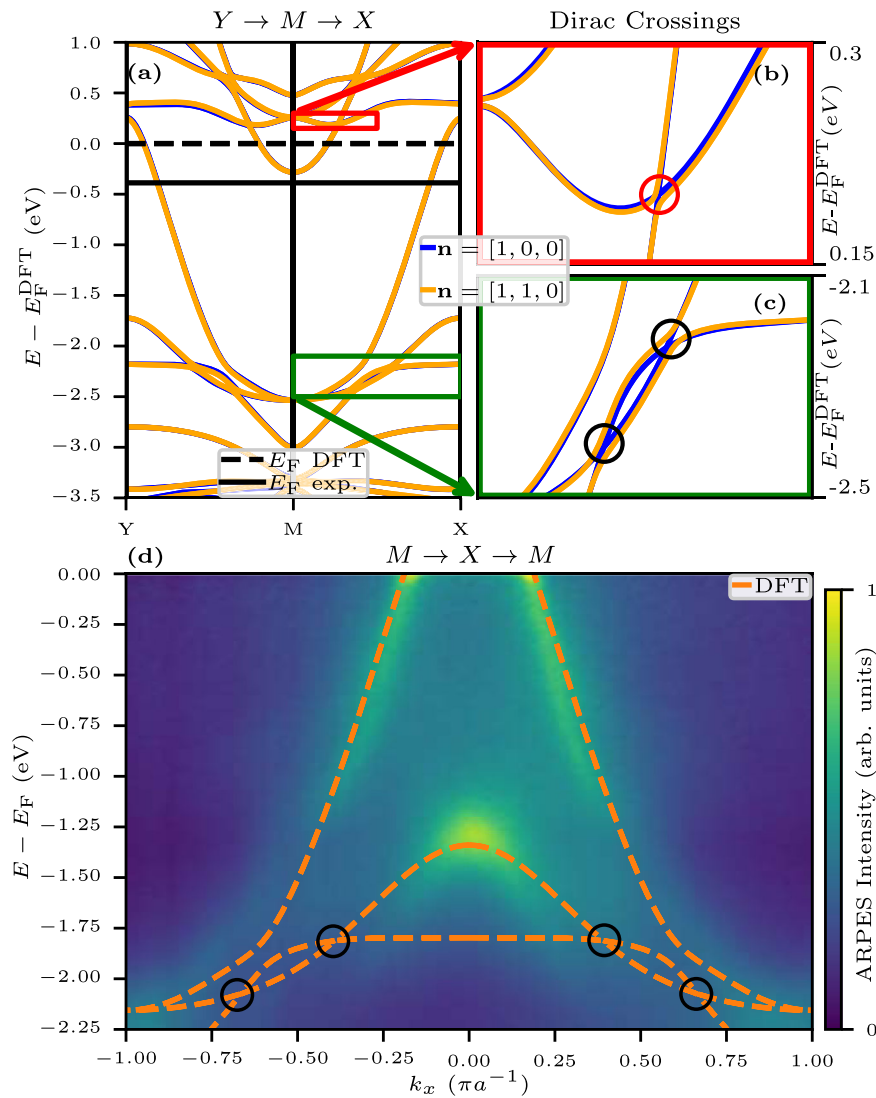 Y → M → X
Dirac Crossings
(a)
1.0
0.5
0.0
−0.5
−1.0
−1.5
−2.0
−2.5
−3.0
−3.5
E − E_F^DFT (eV)
Y
M
X
E_F DFT
E_F exp.
n = [1, 0, 0]
n = [1, 1, 0]
(b)
0.3
0.15
E-E_F^DFT(eV)
(c)
-2.1
-2.5
E-E_F^DFT(eV)
(d)
M → X → M
DFT
0.00
−0.25
−0.50
−0.75
−1.00
−1.25
−1.50
−1.75
−2.00
−2.25
E − E_F (eV)
−1.00
−0.75
−0.50
−0.25
0.00
0.25
0.50
0.75
1.00
k_x (πa⁻¹)
1
0
ARPES Intensity (arb. units)